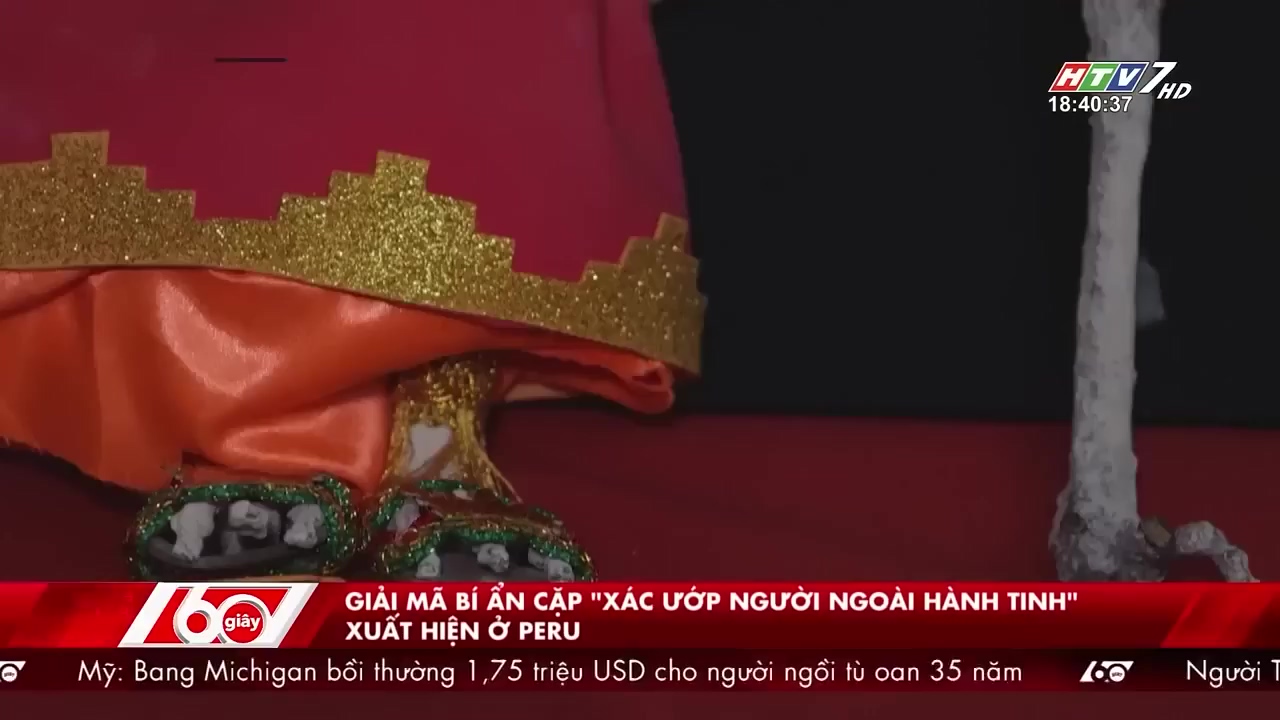 HTV7 HD
18:40:37
60 giây
GIẢI MÃ BÍ ẨN CẶP "XÁC ƯỚP NGƯỜI NGOÀI HÀNH TINH"
XUẤT HIỆN Ở PERU
Mỹ: Bang Michigan bồi thường 1,75 triệu USD cho người ngồi tù oan 35 năm 60 giây Người